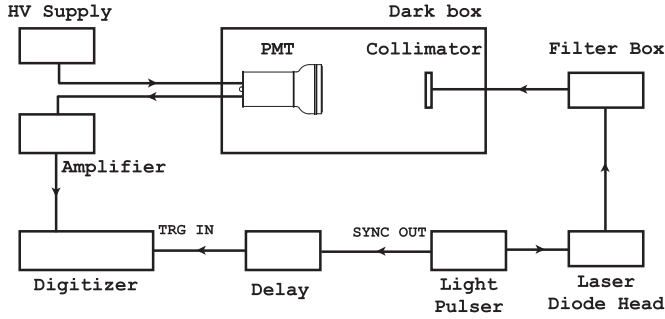 HV Supply
Dark box
PMT
Collimator
Filter Box
Amplifier
TRG IN
SYNC OUT
Digitizer
Delay
Light
Pulser
Laser
Diode Head